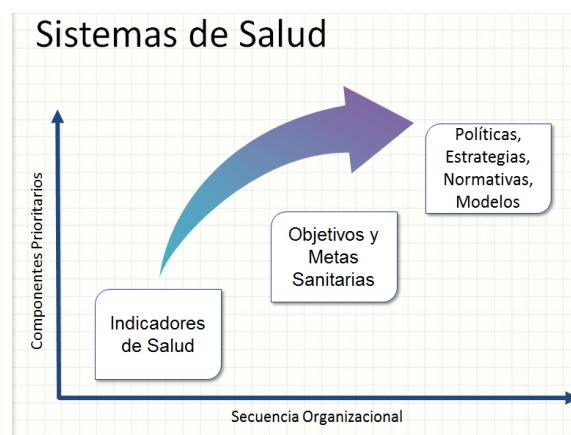 Sistemas de Salud
Políticas,
Estrategias,
Normativas,
Modelos
Objetivos y
Metas
Sanitarias
Indicadores
de Salud
Componentes Prioritarios
Secuencia Organizacional